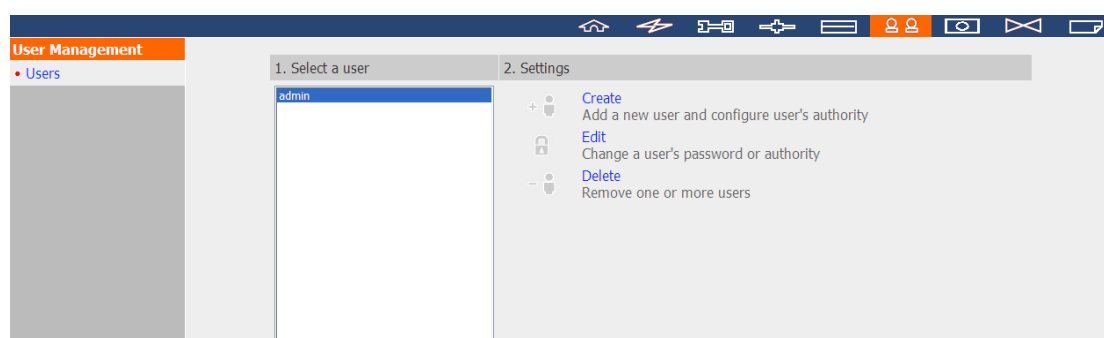 User Management
• Users
1. Select a user
2. Settings
admin
Create
Add a new user and configure user's authority
Edit
Change a user's password or authority
Delete
Remove one or more users